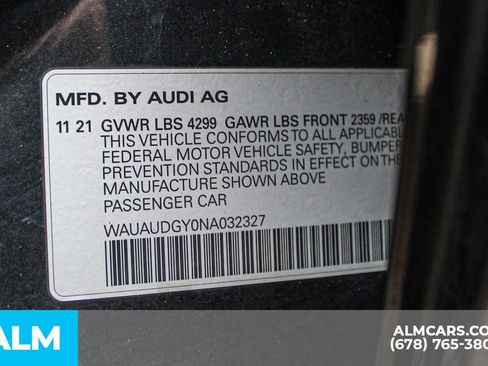 MFD. BY AUDI AG
11 21 GVWR LBS 4299 GAWR LBS FRONT 2359 /REA
THIS VEHICLE CONFORMS TO ALL APPLICABLE
FEDERAL MOTOR VEHICLE SAFETY, BUMPER
PREVENTION STANDARDS IN EFFECT ON THE
MANUFACTURE SHOWN ABOVE
PASSENGER CAR
WAUAUDGY0NA032327
ALM
ALMCARS.CO
(678) 765-380